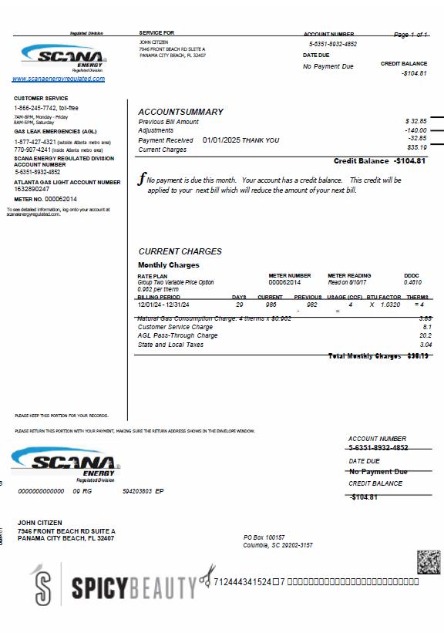 Regulated Division
SERVICE FOR
ACCOUNT NUMBER
Page 1 of 1
JOHN CITIZEN
7946 FRONT BEACH RD SUITE A
PANAMA CITY BEACH, FL 32407
5-6351-8932-4852
DATE DUE
No Payment Due
CREDIT BALANCE
-$104.81
SCANA
ENERGY
Regulated Division
www.scanaenergyregulated.com
CUSTOMER SERVICE
1-866-245-7742, toll-free
7AM-8PM, Monday - Friday
8AM-5PM, Saturday
GAS LEAK EMERGENCIES (AGL)
1-877-427-4321 (outside Atlanta metro area)
770-907-4241 (inside Atlanta metro area)
SCANA ENERGY REGULATED DIVISION
ACCOUNT NUMBER
5-6351-8932-4852
ATLANTA GAS LIGHT ACCOUNT NUMBER
1632890247
METER NO. 000062014
To see detailed information, log onto your account at
scanaenergyregulated.com.
ACCOUNTSUMMARY
Previous Bill Amount $ 32.85
Adjustments -140.00
Payment Received 01/01/2025 THANK YOU -32.85
Current Charges $35.19
Credit Balance -$104.81
No payment is due this month. Your account has a credit balance. This credit will be
applied to your next bill which will reduce the amount of your next bill.
CURRENT CHARGES
Monthly Charges
RATE PLAN METER NUMBER METER READING DDDC
Group Two Variable Price Option 000062014 Read on 8/10/17 0.4610
0.962 per therm
BILLING PERIOD DAYS CURRENT PREVIOUS USAGE (CCF) BTU FACTOR THERMS
12/01/24 - 12/31/24 29 986 - 982 = 4 X 1.0320 = 4
Natural Gas Consumption Charge: 4 therms x $0.962 3.85
Customer Service Charge 8.1
AGL Pass-Through Charge 20.2
State and Local Taxes 3.04
Total Monthly Charges $35.19
PLEASE KEEP THIS PORTION FOR YOUR RECORDS.
PLEASE RETURN THIS PORTION WITH YOUR PAYMENT, MAKING SURE THE RETURN ADDRESS SHOWS IN THE ENVELOPE WINDOW.
SCANA
ENERGY
Regulated Division
ACCOUNT NUMBER
5-6351-8932-4852
DATE DUE
No Payment Due
CREDIT BALANCE
-$104.81
0000000000000 09 RG 594203803 EP
JOHN CITIZEN
7946 FRONT BEACH RD SUITE A
PANAMA CITY BEACH, FL 32407
PO Box 100157
Columbia, SC 29202-3157
SPICYBEAUTY